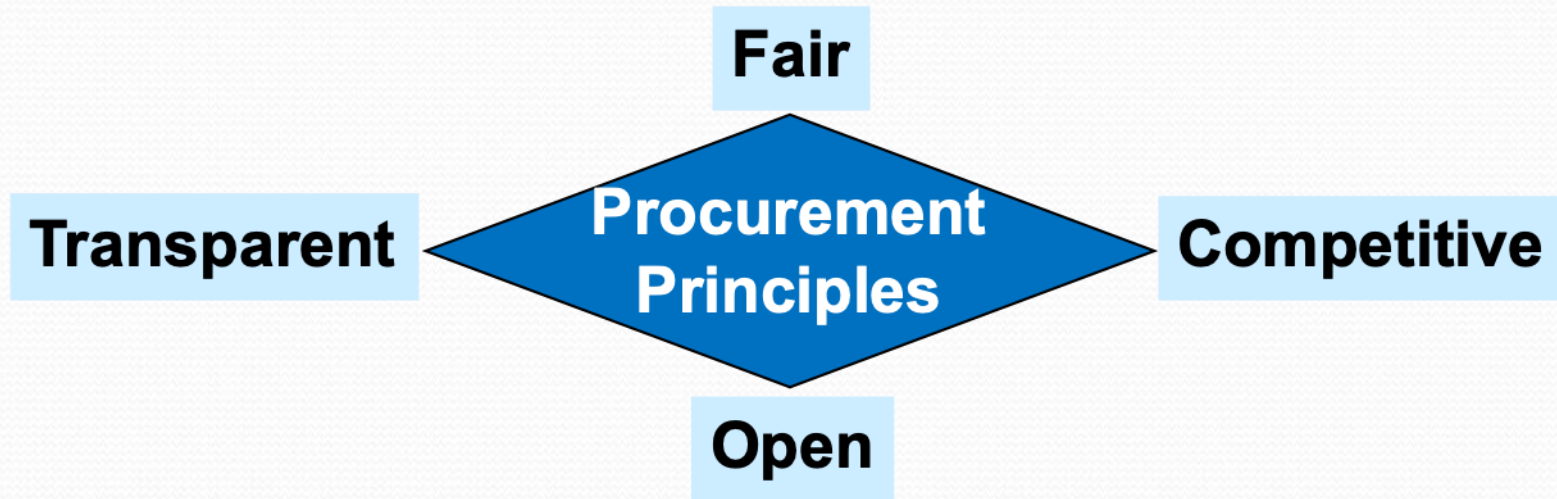 Fair
Transparent
Procurement
Principles
Competitive
Open